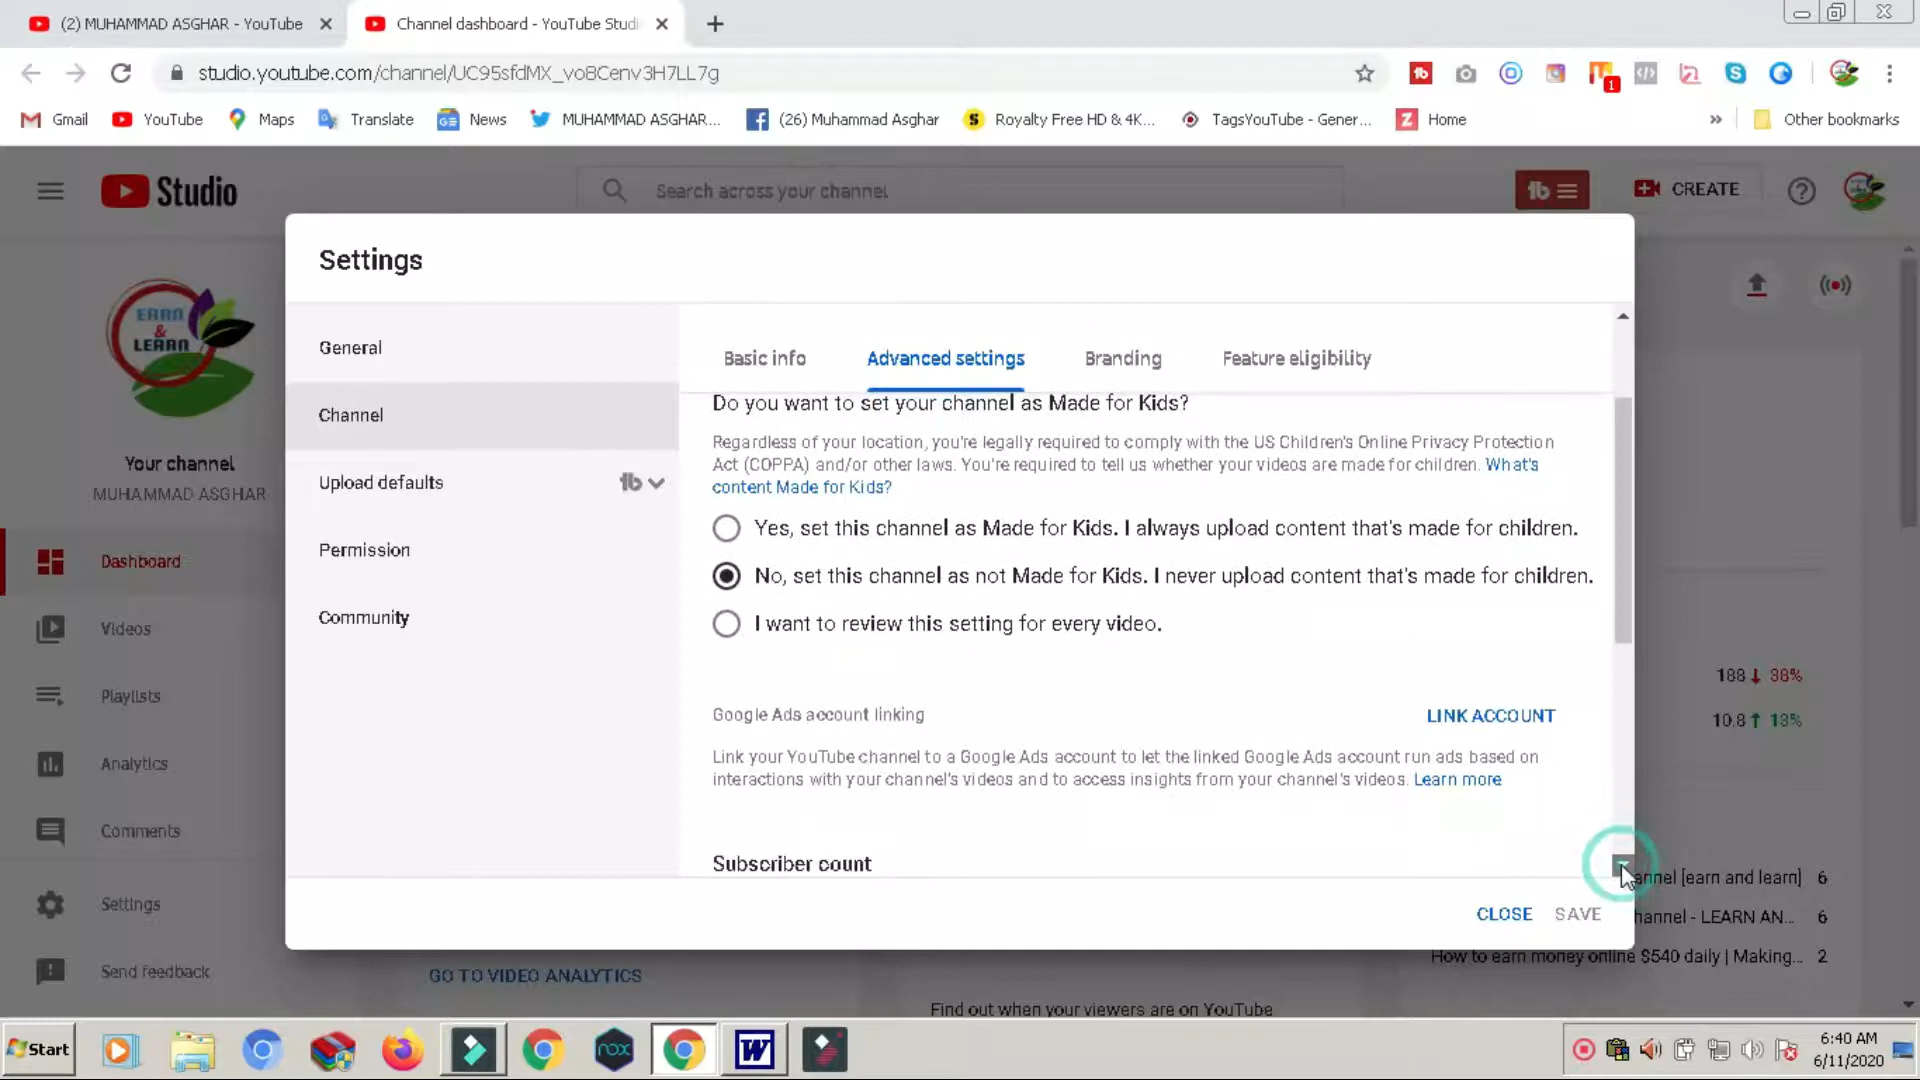 (2) MUHAMMAD ASGHAR - YouTube
Channel dashboard - YouTube Studi
studio.youtube.com/channel/UC95sfdMX_vo8Cenv3H7LL7g
1
Gmail
YouTube
Maps
Translate
News
MUHAMMAD ASGHAR...
(26) Muhammad Asghar
Royalty Free HD & 4K...
TagsYouTube - Gener...
Home
Other bookmarks
Studio
Search across your channel
CREATE
Settings
EARN
&
LEARN
Your channel
MUHAMMAD ASGHAR
Dashboard
Videos
Playlists
Analytics
Comments
Settings
Send feedback
General
Channel
Upload defaults
Permission
Community
Basic info
Advanced settings
Branding
Feature eligibility
Do you want to set your channel as Made for Kids?
Regardless of your location, you're legally required to comply with the US Children's Online Privacy Protection
Act (COPPA) and/or other laws. You're required to tell us whether your videos are made for children. What's
content Made for Kids?
Yes, set this channel as Made for Kids. I always upload content that's made for children.
No, set this channel as not Made for Kids. I never upload content that's made for children.
I want to review this setting for every video.
Google Ads account linking
LINK ACCOUNT
Link your YouTube channel to a Google Ads account to let the linked Google Ads account run ads based on
interactions with your channel's videos and to access insights from your channel's videos. Learn more
Subscriber count
CLOSE
SAVE
188 38%
10.8 13%
annel [earn and learn] 6
hannel - LEARN AN... 6
How to earn money online $540 daily | Making... 2
GO TO VIDEO ANALYTICS
Find out when your viewers are on YouTube
Start
nox
W
6:40 AM
6/11/2020